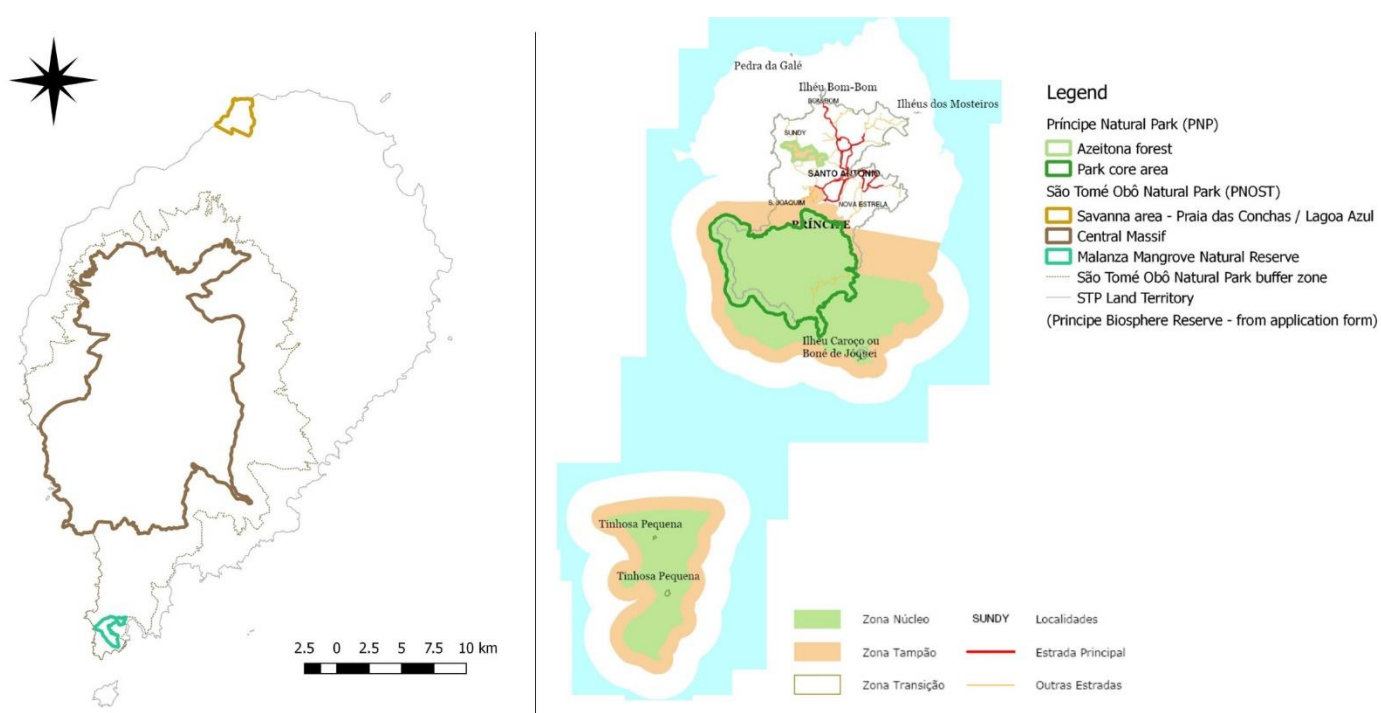 2.5 0 2.5 5 7.5 10 km
Pedra da Galé
Ilhéu Bom-Bom
BOM BOM
Ilhéus dos Mosteiros
SUNDY
SANTO ANTÓNIO
S. JOAQUIM
NOVA ESTRELA
PRÍNCIPE
Ilhéu Caroço ou
Boné de Jóquei
Tinhosa Pequena
Tinhosa Pequena
Legend
Príncipe Natural Park (PNP)
Azeitona forest
Park core area
São Tomé Obô Natural Park (PNOST)
Savanna area - Praia das Conchas / Lagoa Azul
Central Massif
Malanza Mangrove Natural Reserve
São Tomé Obô Natural Park buffer zone
STP Land Territory
(Principe Biosphere Reserve - from application form)
Zona Núcleo
SUNDY Localidades
Zona Tampão
Estrada Principal
Zona Transição
Outras Estradas